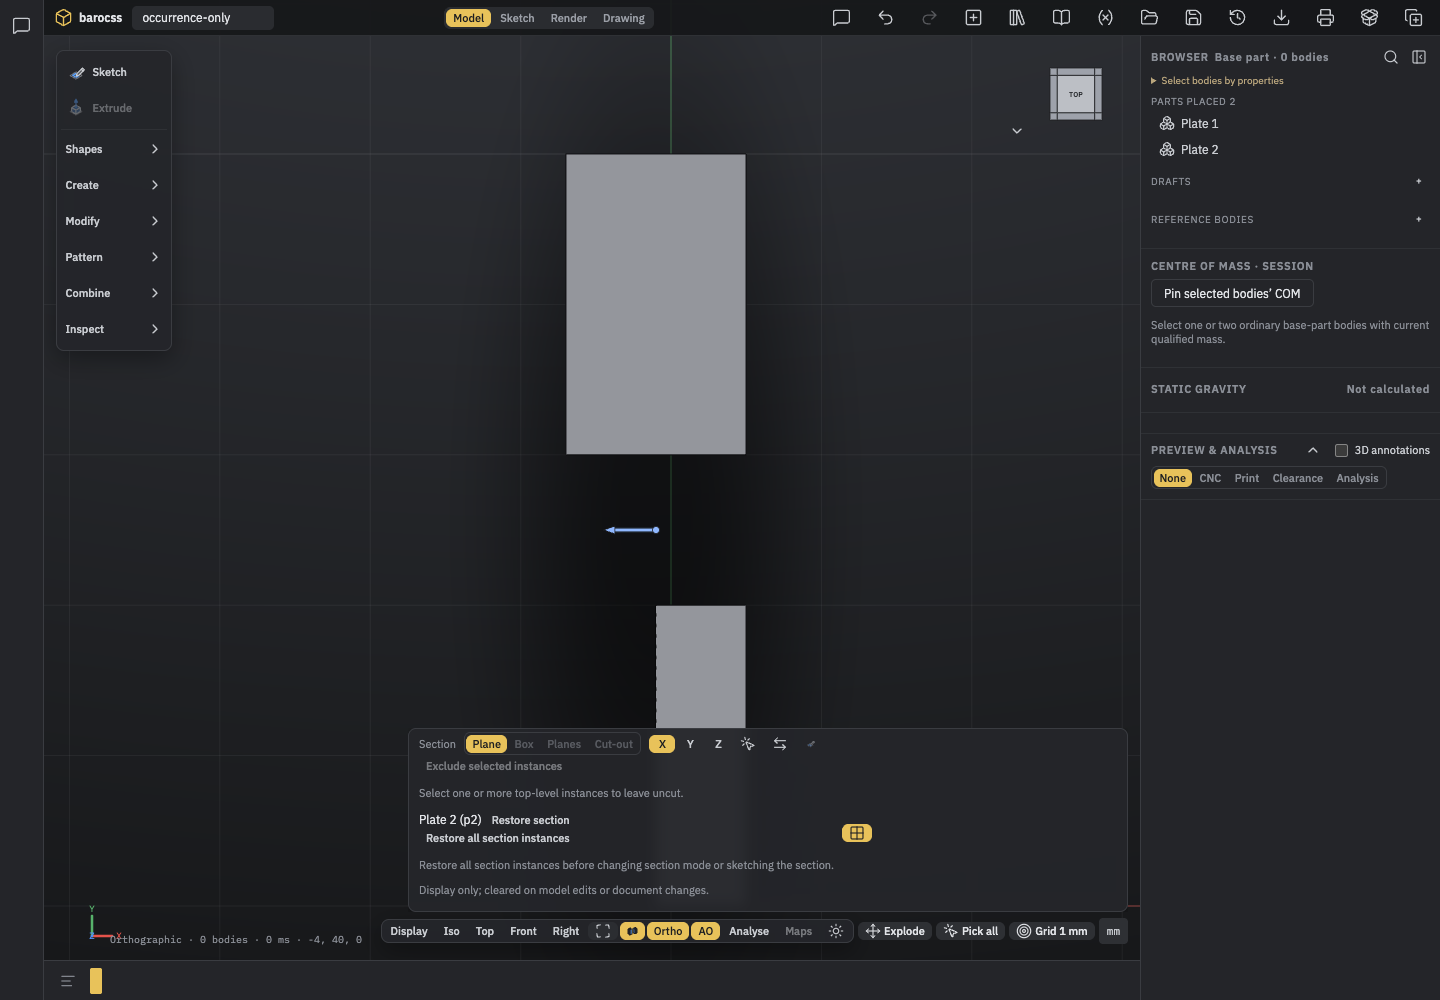 barocss occurrence-only Model Sketch Render Drawing
Sketch
Extrude
Shapes
Create
Modify
Pattern
Combine
Inspect
TOP
BROWSER Base part · 0 bodies
Select bodies by properties
PARTS PLACED 2
Plate 1
Plate 2
DRAFTS +
REFERENCE BODIES +
CENTRE OF MASS · SESSION
Pin selected bodies’ COM
Select one or two ordinary base-part bodies with current
qualified mass.
STATIC GRAVITY Not calculated
PREVIEW & ANALYSIS 3D annotations
None CNC Print Clearance Analysis
Section Plane Box Planes Cut-out X Y Z
Exclude selected instances
Select one or more top-level instances to leave uncut.
Plate 2 (p2) Restore section
Restore all section instances
Restore all section instances before changing section mode or sketching the section.
Display only; cleared on model edits or document changes.
Y
Z X
Orthographic · 0 bodies · 0 ms · -4, 40, 0
Display Iso Top Front Right Ortho AO Analyse Maps Explode Pick all Grid 1 mm mm